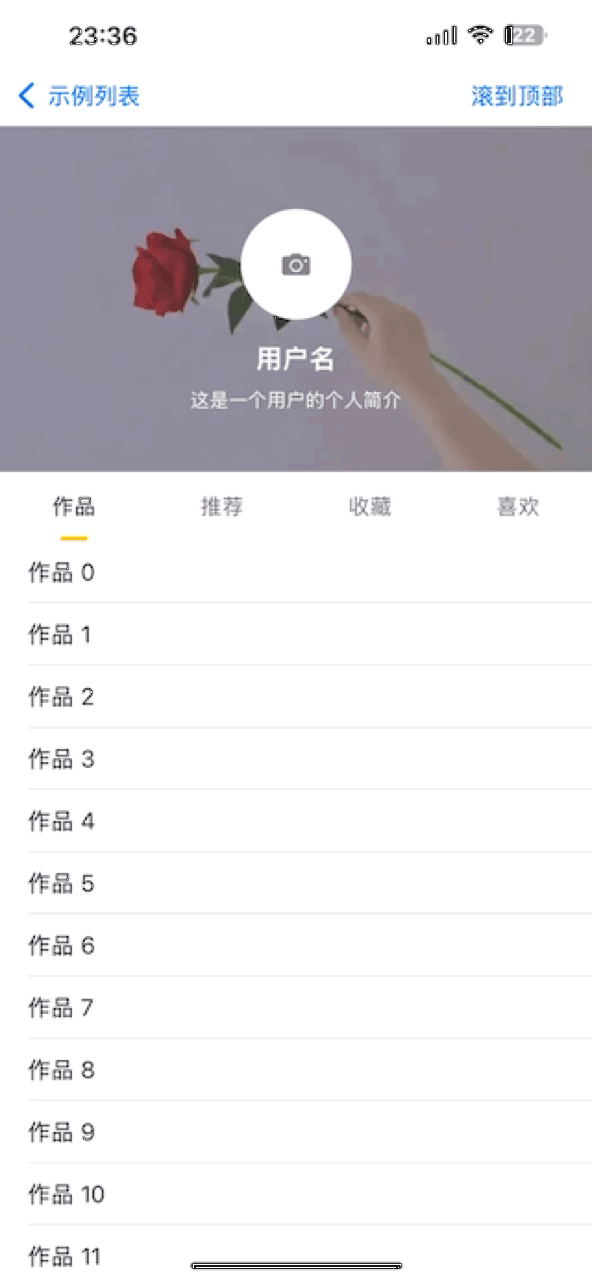 23:36
22
示例列表
滚到顶部
用户名
这是一个用户的个人简介
作品 推荐 收藏 喜欢
作品 0
作品 1
作品 2
作品 3
作品 4
作品 5
作品 6
作品 7
作品 8
作品 9
作品 10
作品 11